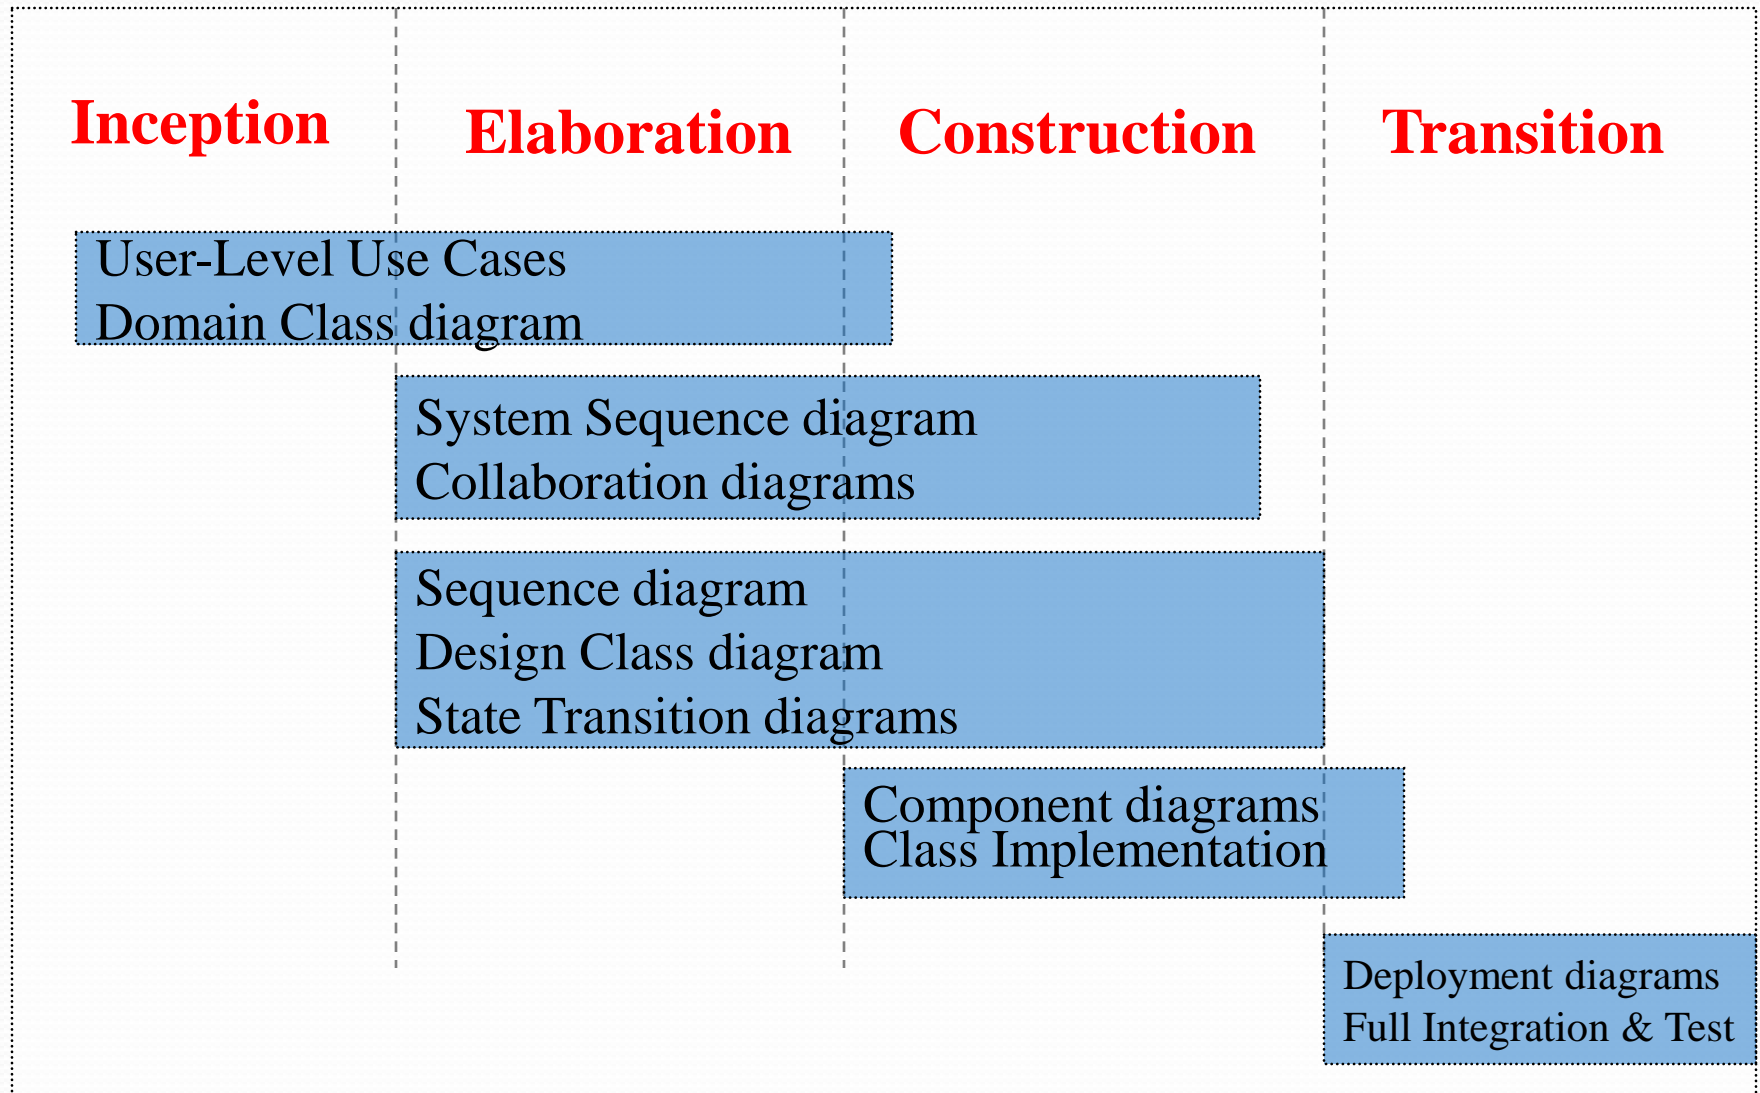 Inception
Elaboration
Construction
Transition
User-Level Use Cases
Domain Class diagram
System Sequence diagram
Collaboration diagrams
Sequence diagram
Design Class diagram
State Transition diagrams
Component diagrams
Class Implementation
Deployment diagrams
Full Integration & Test